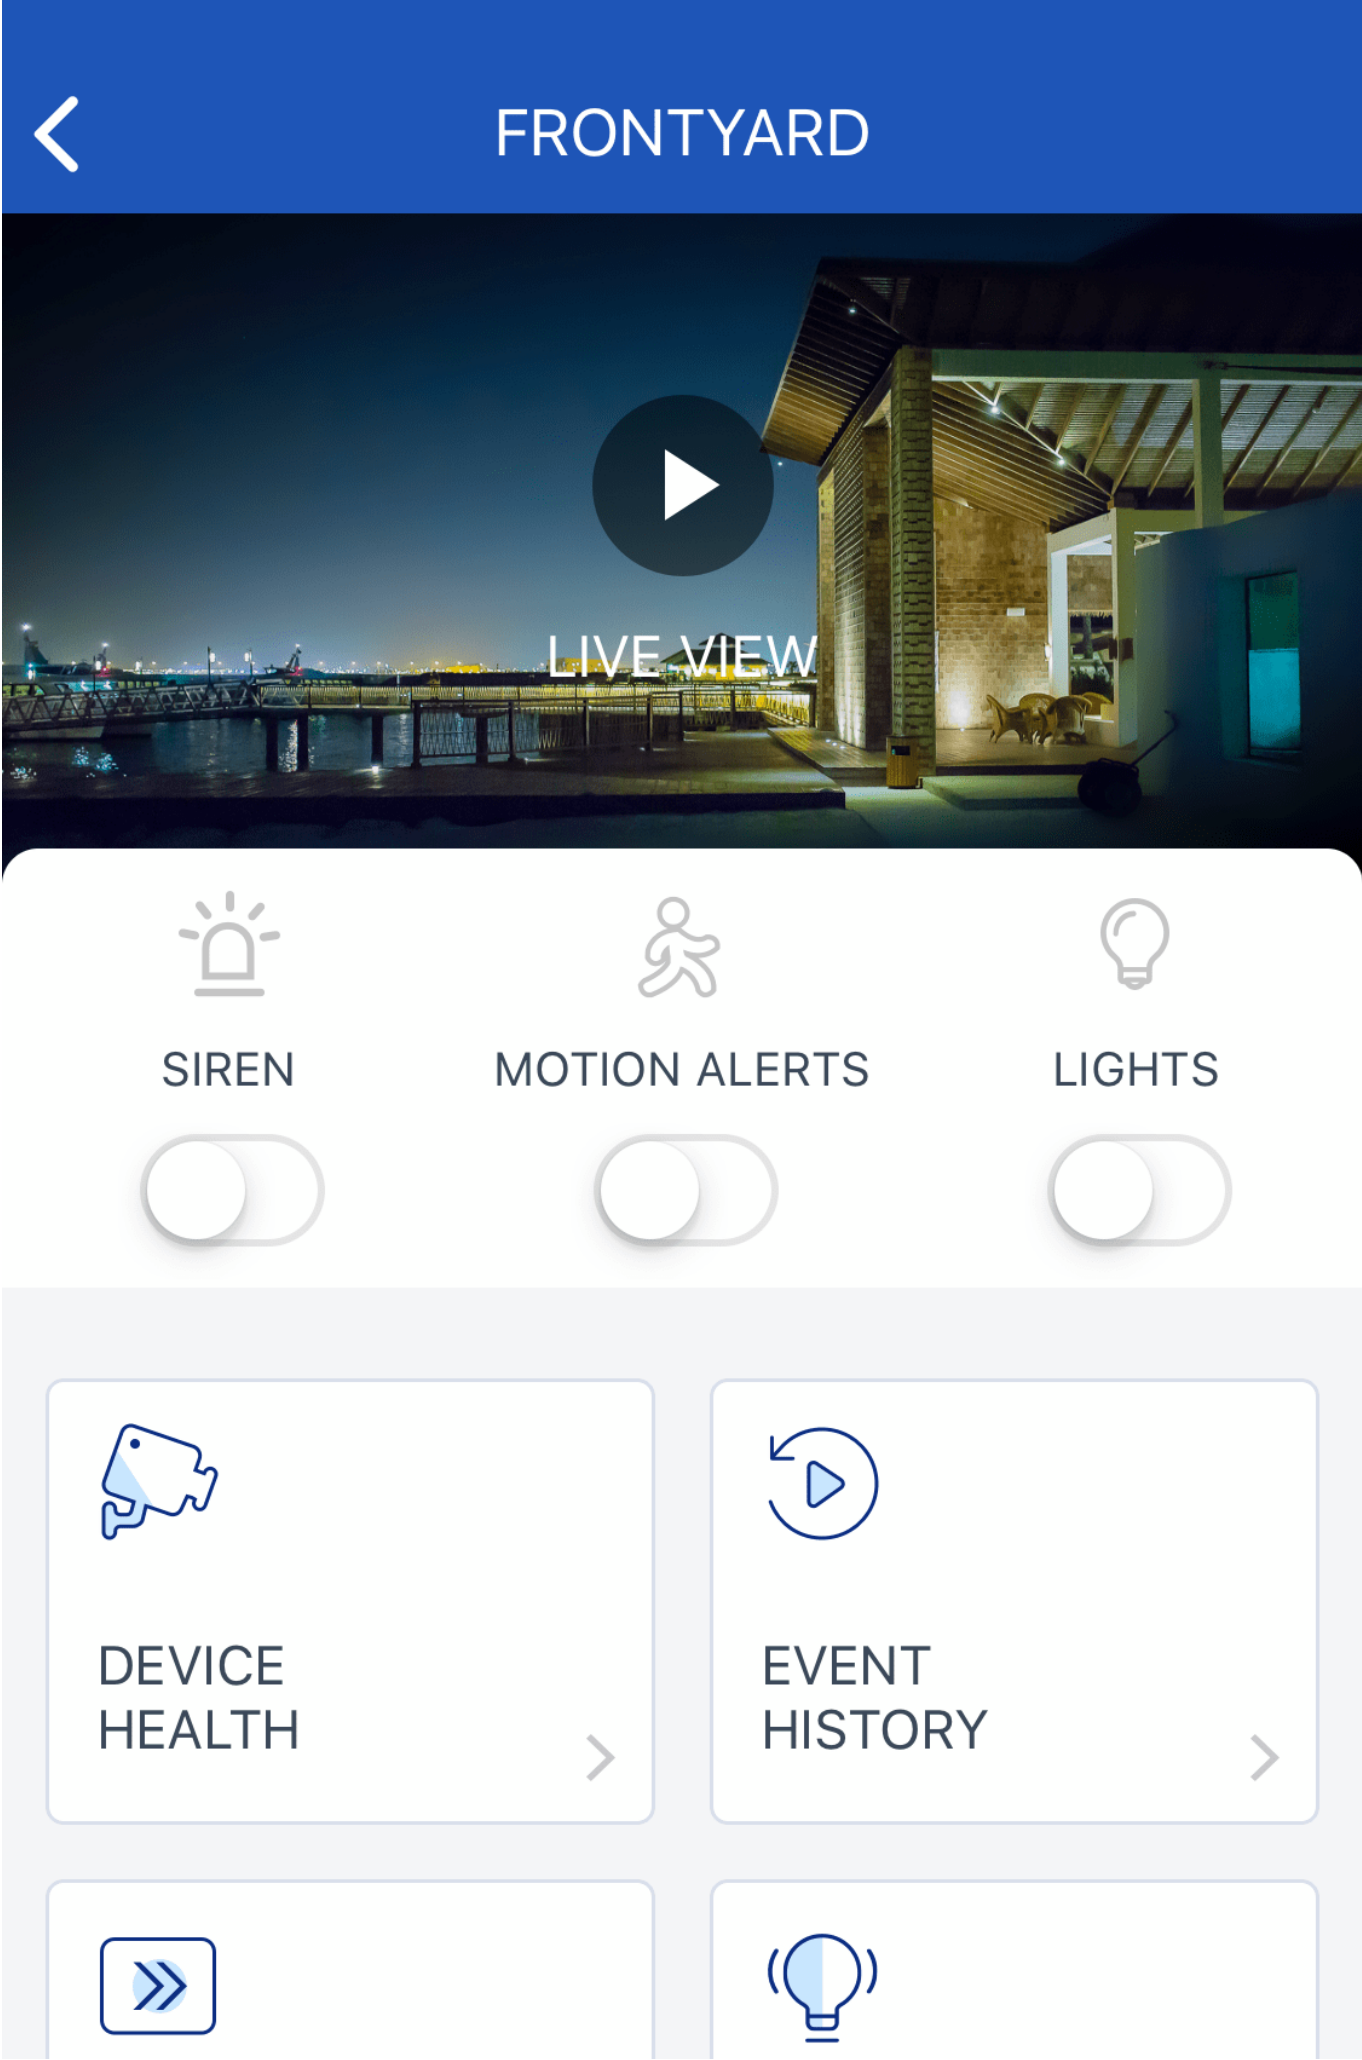 FRONTYARD
LIVE VIEW
SIREN
MOTION ALERTS
LIGHTS
DEVICE
HEALTH
EVENT
HISTORY